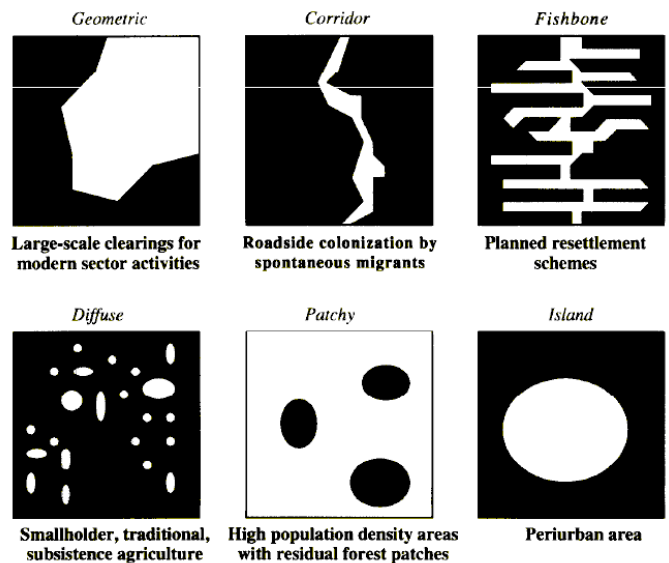 Geometric
Corridor
Fishbone
Large-scale clearings for
modern sector activities
Roadside colonization by
spontaneous migrants
Planned resettlement
schemes
Diffuse
Patchy
Island
Smallholder, traditional,
subsistence agriculture
High population density areas
with residual forest patches
Periurban area